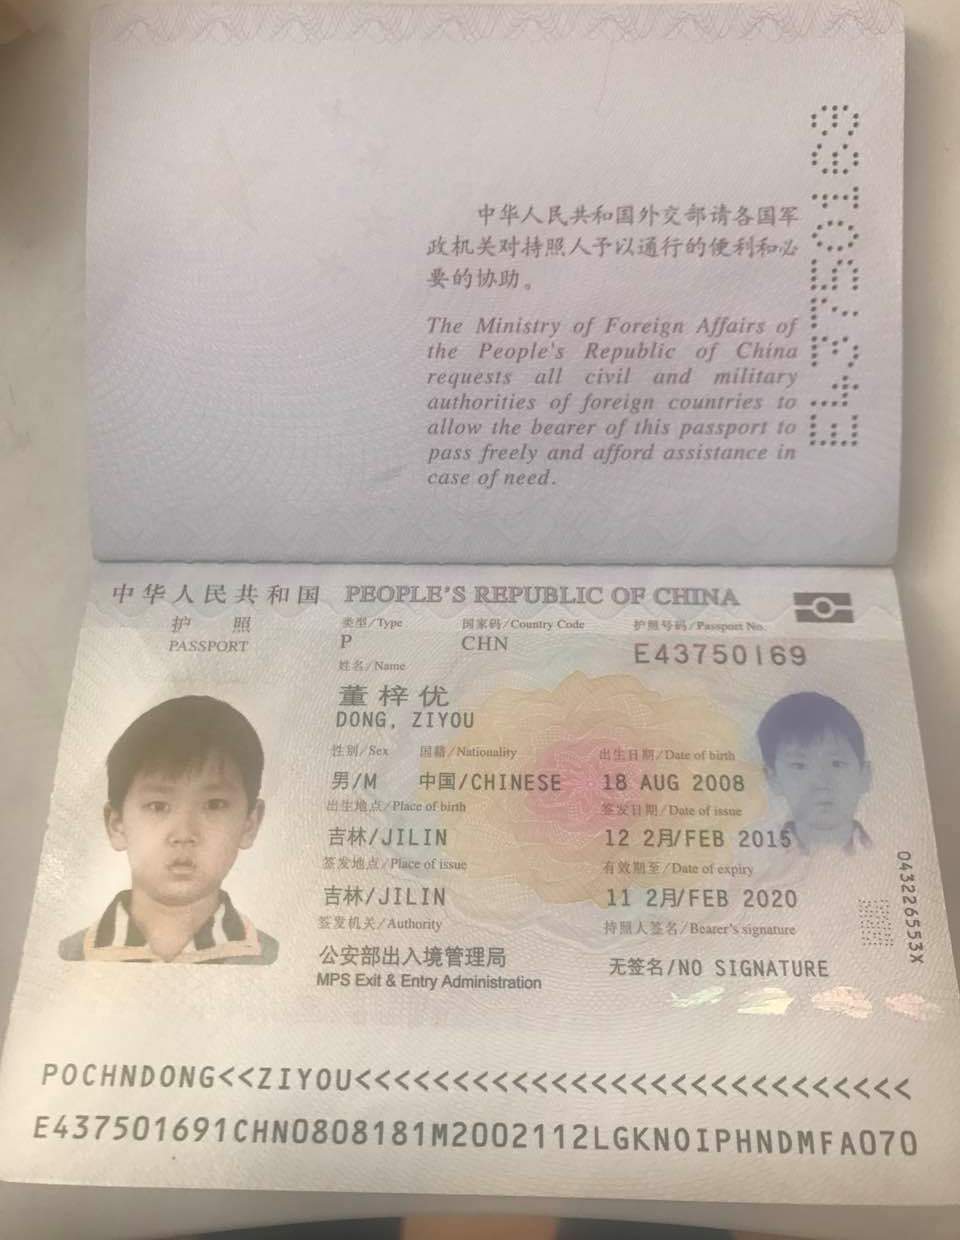 E43750169
中华人民共和国外交部请各国军
政机关对持照人予以通行的便利和必
要的协助。
The Ministry of Foreign Affairs of
the People's Republic of China
requests all civil and military
authorities of foreign countries to
allow the bearer of this passport to
pass freely and afford assistance in
case of need.
中华人民共和国 PEOPLE'S REPUBLIC OF CHINA
护 照
PASSPORT
类型/Type
P
国家码/Country Code
CHN
护照号码/Passport No.
E43750169
姓名/Name
董梓优
DONG, ZIYOU
性别/Sex
男/M
国籍/Nationality
中国/CHINESE
出生日期/Date of birth
18 AUG 2008
出生地点/Place of birth
吉林/JILIN
签发日期/Date of issue
12 2月/FEB 2015
签发地点/Place of issue
吉林/JILIN
有效期至/Date of expiry
11 2月/FEB 2020
签发机关/Authority
公安部出入境管理局
MPS Exit & Entry Administration
持照人签名/Bearer's signature
无签名/NO SIGNATURE
043226553X
POCHNDONG<<ZIYOU<<<<<<<<<<<<<<<<<<<<<<<<<<<<
E437501691CHN0808181M2002112LGKNOIPHNDMFA070